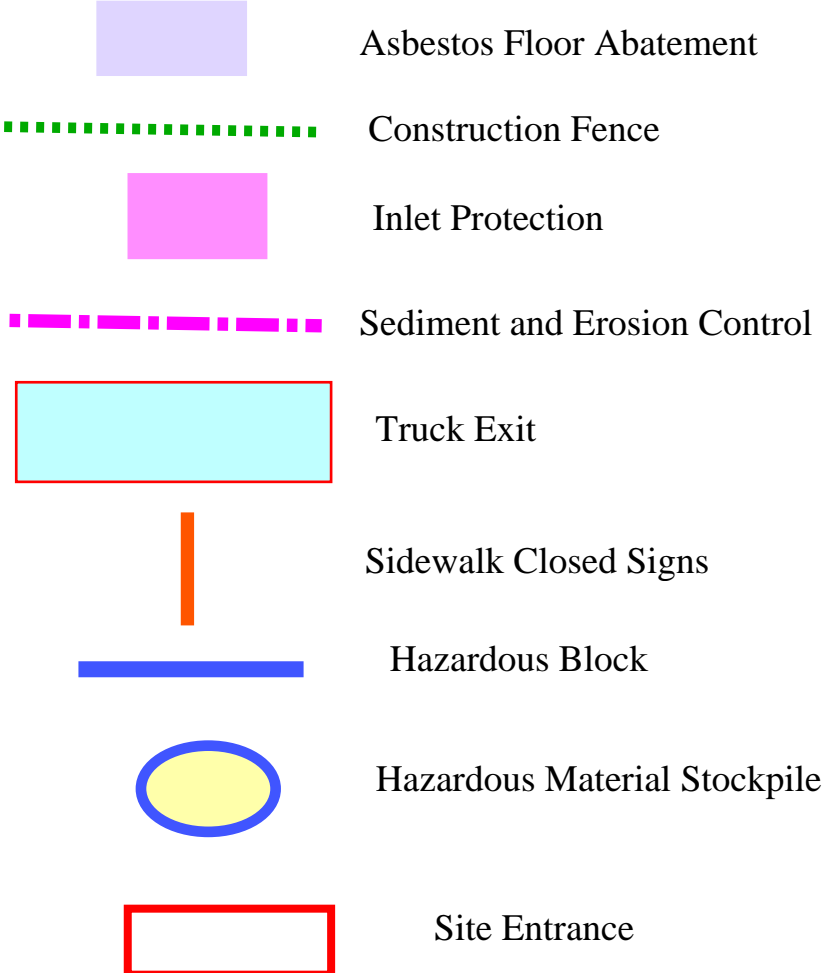 Asbestos Floor Abatement
Construction Fence
Inlet Protection
Sediment and Erosion Control
Truck Exit
Sidewalk Closed Signs
Hazardous Block
Hazardous Material Stockpile
Site Entrance